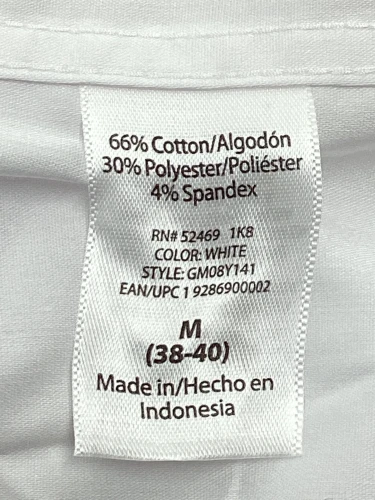 66% Cotton/Algodón
30% Polyester/Poliéster
4% Spandex
RN# 52469 1K8
COLOR: WHITE
STYLE: GM08Y141
EAN/UPC 1 9286900002
M
(38-40)
Made in/Hecho en
Indonesia